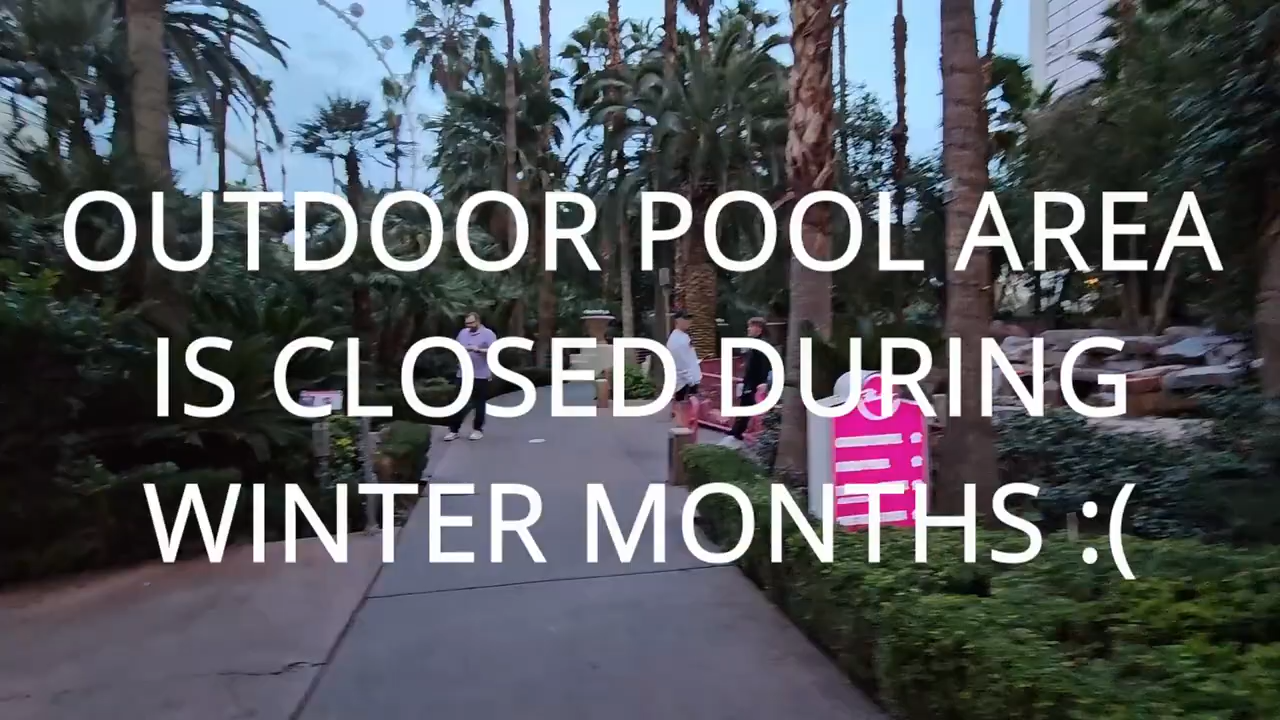 OUTDOOR POOL AREA
IS CLOSED DURING
WINTER MONTHS :(